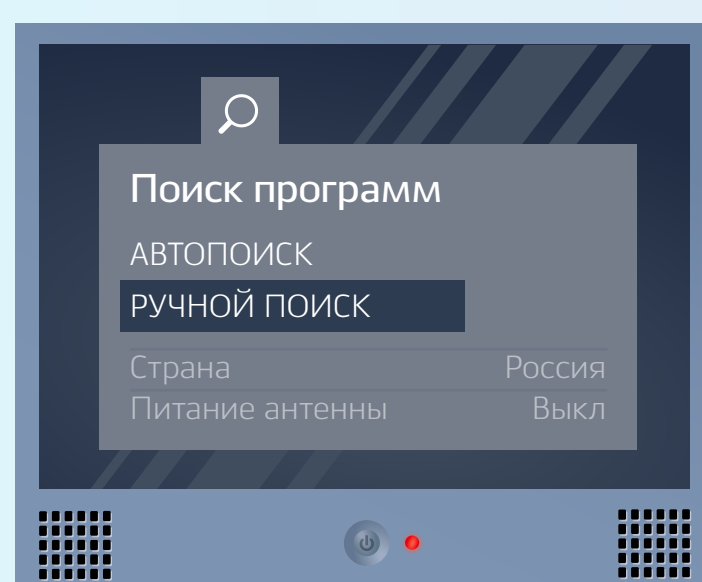 Поиск программ
АВТОПОИСК
РУЧНОЙ ПОИСК
Страна Россия
Питание антенны Выкл